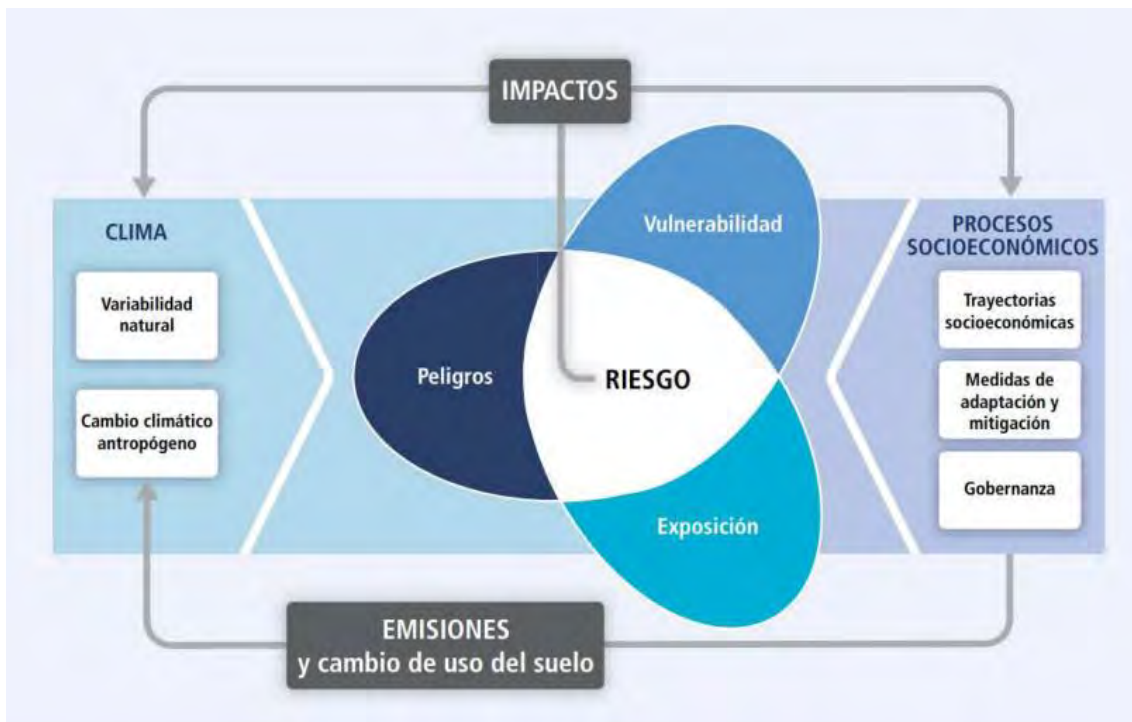 IMPACTOS
CLIMA
Variabilidad
natural
Cambio climático
antropógeno
Vulnerabilidad
Peligros
RIESGO
Exposición
PROCESOS
SOCIOECONÓMICOS
Trayectorias
socioeconómicas
Medidas de
adaptación y
mitigación
Gobernanza
EMISIONES
y cambio de uso del suelo